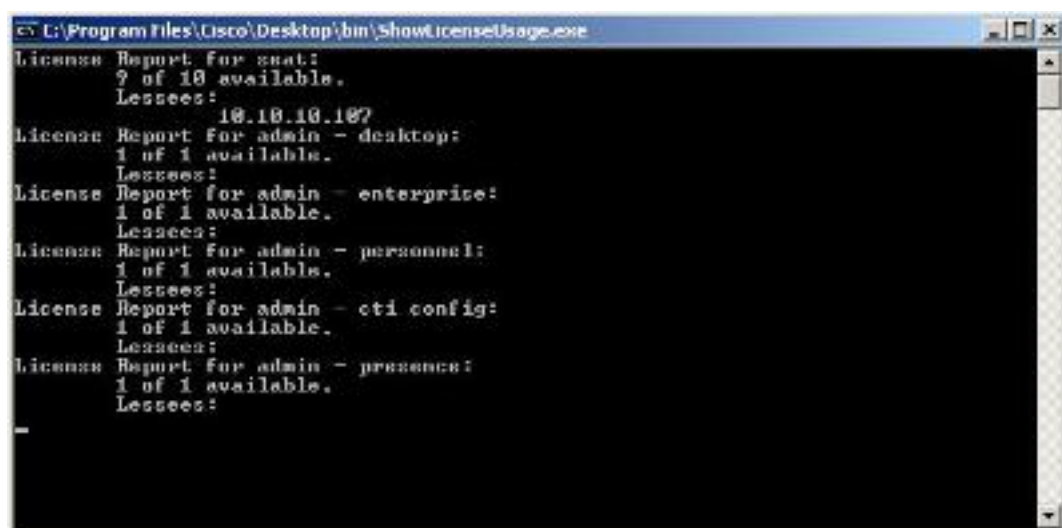 C:\Program Files\Cisco\Desktop\bin\ShowLicenseUsage.exe
License Report for seat:
9 of 10 available.
Lessees:
10.10.10.107
License Report for admin - desktop:
1 of 1 available.
Lessees:
License Report for admin - enterprise:
1 of 1 available.
Lessees:
License Report for admin - personnel:
1 of 1 available.
Lessees:
License Report for admin - cti config:
1 of 1 available.
Lessees:
License Report for admin - presence:
1 of 1 available.
Lessees: